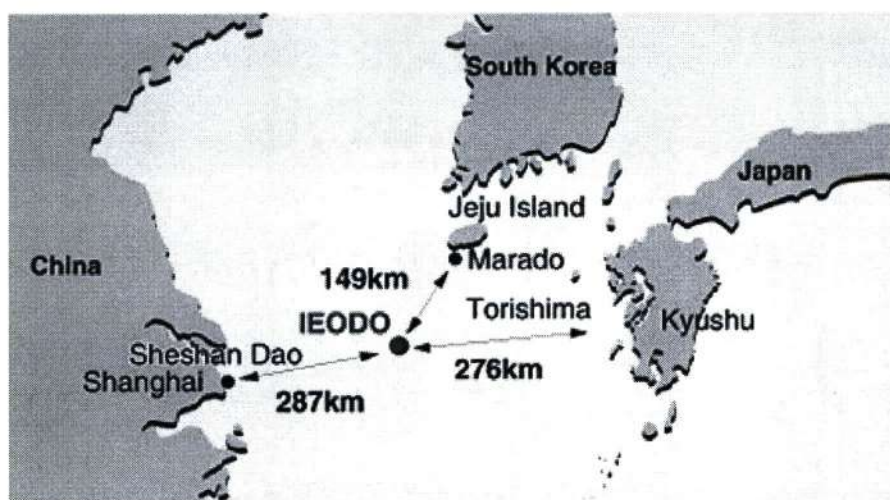 South Korea
Japan
Jeju Island
China
Marado
149km
IEODO
Torishima
Kyushu
Sheshan Dao
Shanghai
276km
287km